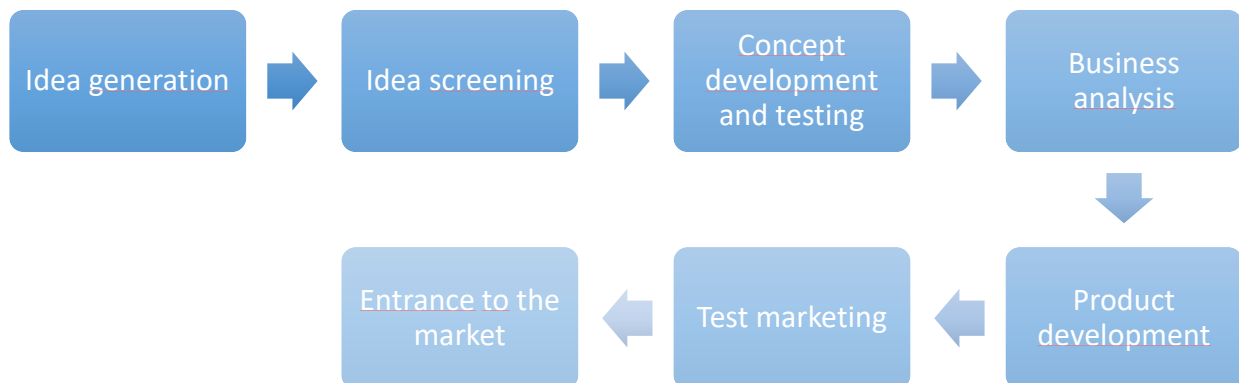 Idea generation
Idea screening
Concept
development
and testing
Business
analysis
Product
development
Test marketing
Entrance to the
market